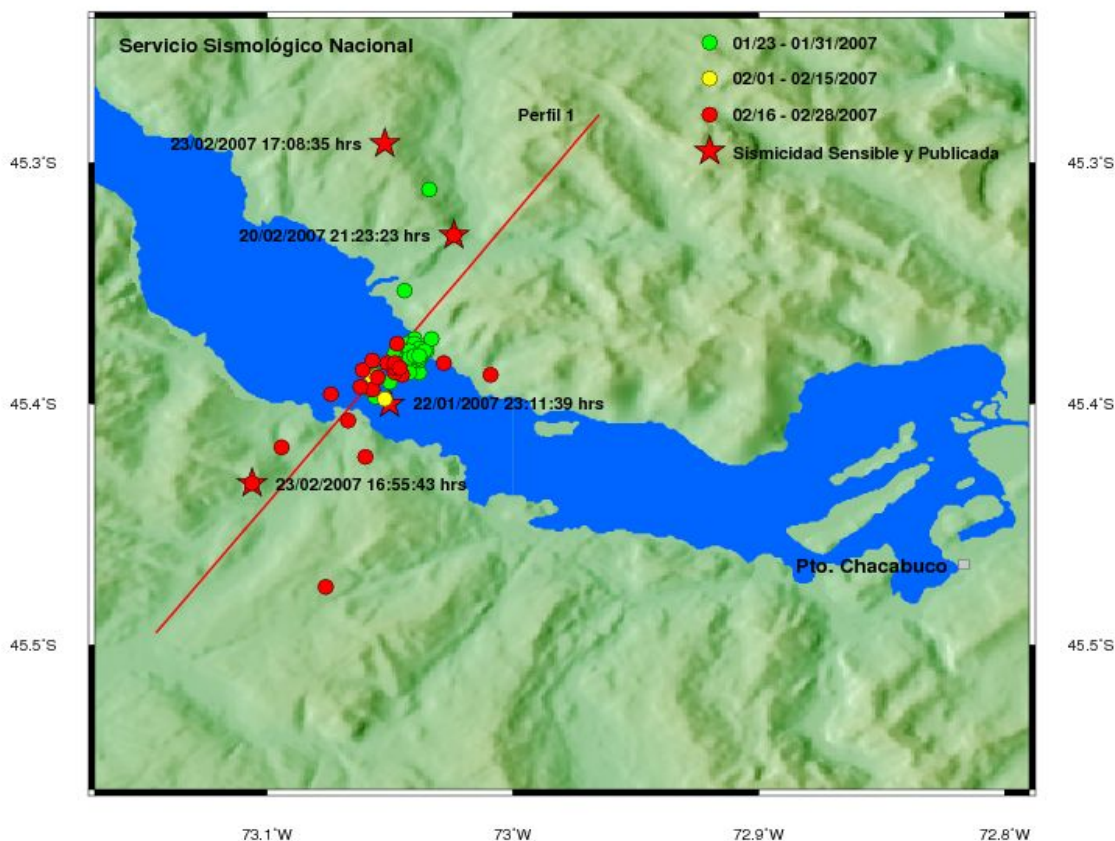 Servicio Sismológico Nacional
01/23 - 01/31/2007
02/01 - 02/15/2007
02/16 - 02/28/2007
Sismicidad Sensible y Publicada
Perfil 1
23/02/2007 17:08:35 hrs
45.3˚S
45.3˚S
20/02/2007 21:23:23 hrs
45.4˚S
22/01/2007 23:11:39 hrs
45.4˚S
23/02/2007 16:55:43 hrs
Pto. Chacabuco
45.5˚S
45.5˚S
73.1˚W
73˚W
72.9˚W
72.8˚W